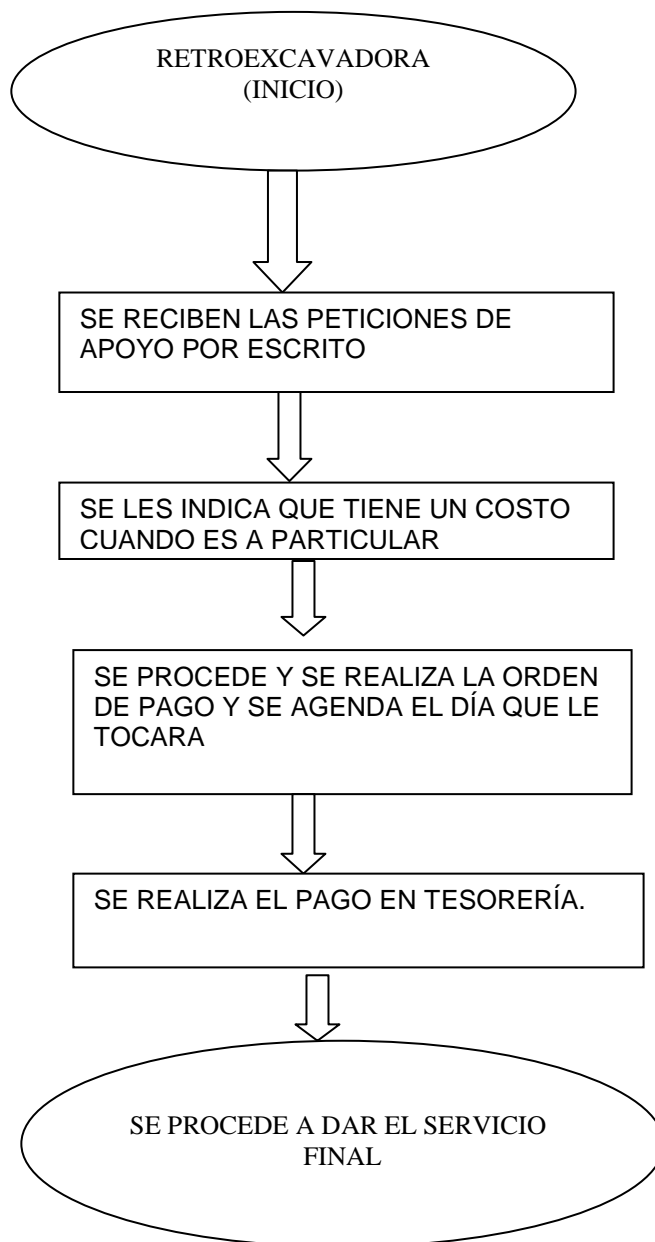 RETROEXCAVADORA
(INICIO)
SE RECIBEN LAS PETICIONES DE
APOYO POR ESCRITO
SE LES INDICA QUE TIENE UN COSTO
CUANDO ES A PARTICULAR
SE PROCEDE Y SE REALIZA LA ORDEN
DE PAGO Y SE AGENDA EL DÍA QUE LE
TOCARA
SE REALIZA EL PAGO EN TESORERÍA.
SE PROCEDE A DAR EL SERVICIO
FINAL